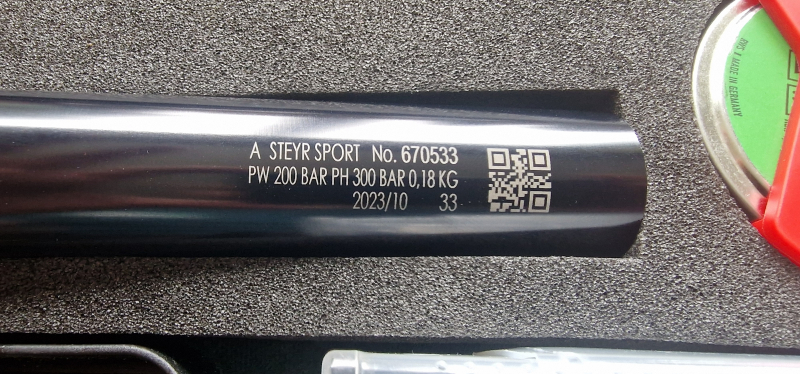 A STEYR SPORT No. 670533
PW 200 BAR PH 300 BAR 0,18 KG
2023/10 33
MADE IN GERMANY